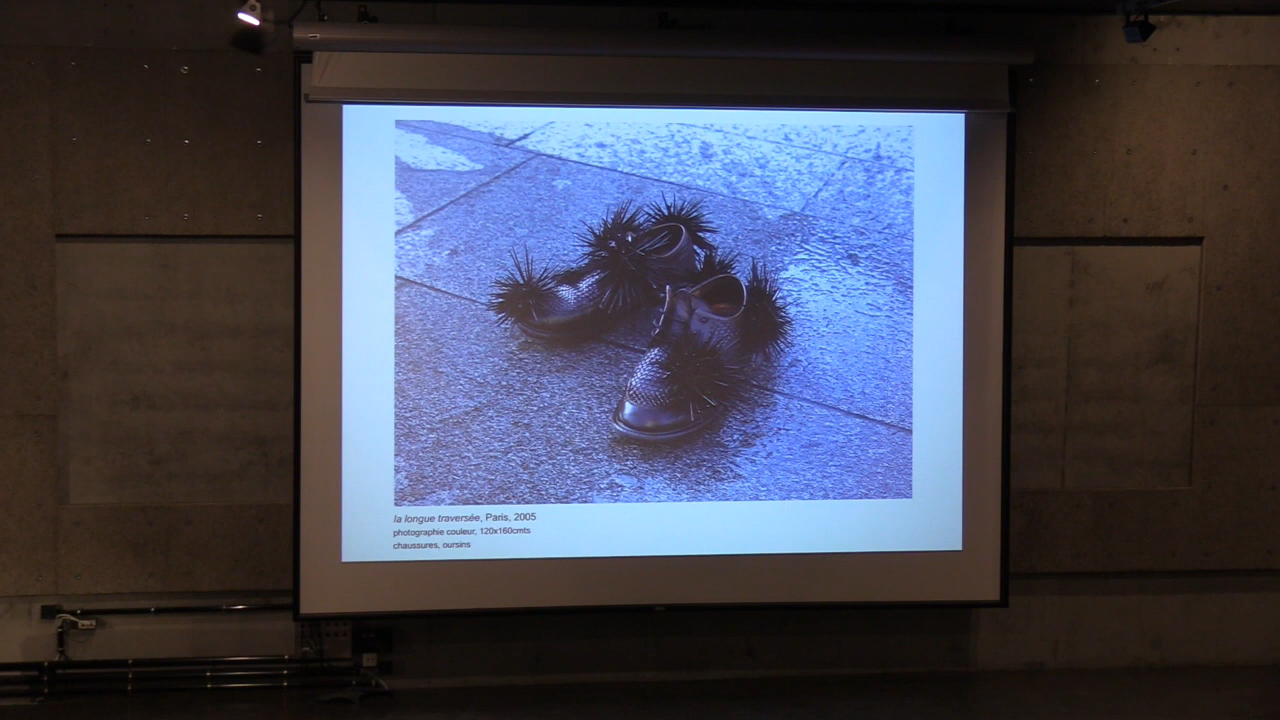 la longue traversée, Paris, 2005
photographie couleur, 120x160cmts
chaussures, oursins